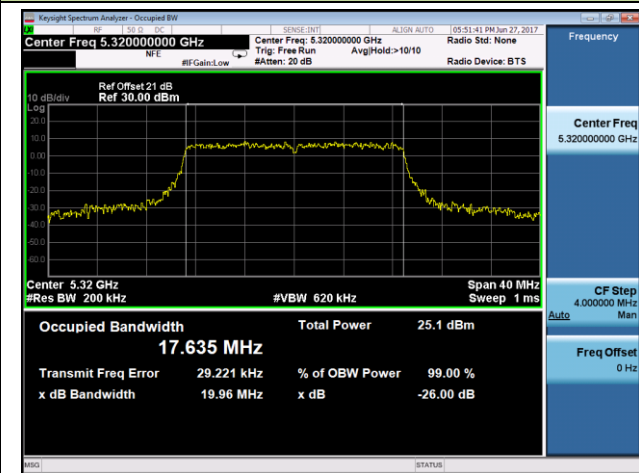 Keysight Spectrum Analyzer - Occupied BW
RF 50 Ω DC SENSE:INT ALIGN AUTO 05:51:41 PM Jun 27, 2017
Center Freq 5.320000000 GHz
Center Freq: 5.320000000 GHz
Radio Std: None
NFE
Trig: Free Run Avg|Hold:>10/10
#IFGain:Low
#Atten: 20 dB
Radio Device: BTS
Frequency
Ref Offset 21 dB
10 dB/div Ref 30.00 dBm
Log
20.0
10.0
0.00
-10.0
-20.0
-30.0
-40.0
-50.0
-60.0
Center 5.32 GHz Span 40 MHz
#Res BW 200 kHz #VBW 620 kHz Sweep 1 ms
Center Freq
5.320000000 GHz
CF Step
4.000000 MHz
Auto Man
Freq Offset
0 Hz
Occupied Bandwidth Total Power 25.1 dBm
17.635 MHz
Transmit Freq Error 29.221 kHz % of OBW Power 99.00 %
x dB Bandwidth 19.96 MHz x dB -26.00 dB
MSG STATUS